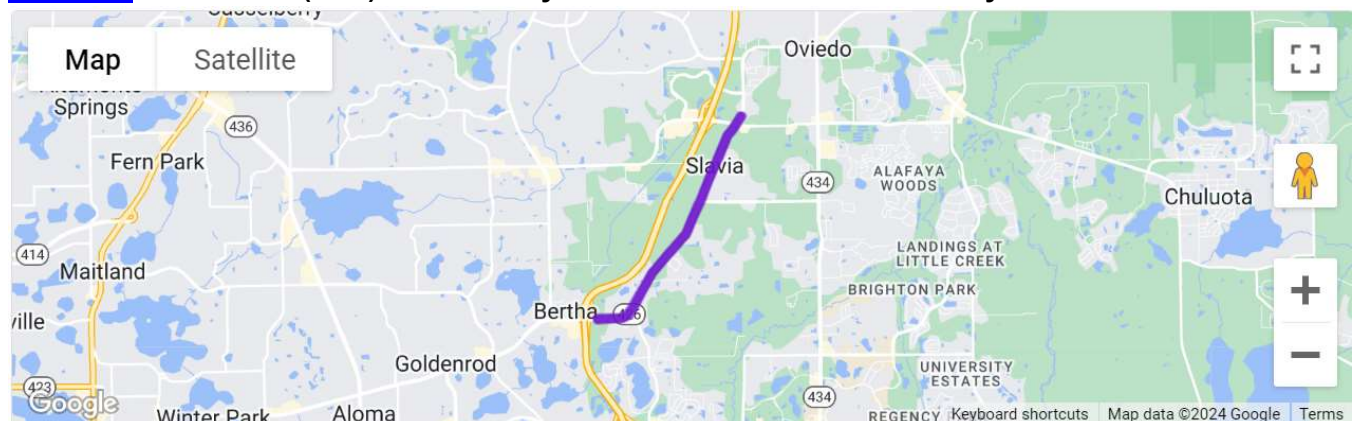 Map
Satellite
Oviedo
Springs
436
Fern Park
Slavia
434
ALAFAYA
WOODS
Chuluota
414
Maitland
LANDINGS AT
LITTLE CREEK
BRIGHTON PARK
Bertha
426
ville
Goldenrod
UNIVERSITY
ESTATES
423
434
Google
Winter Park
Aloma
REGENCY
Keyboard shortcuts
Map data ©2024 Google
Terms